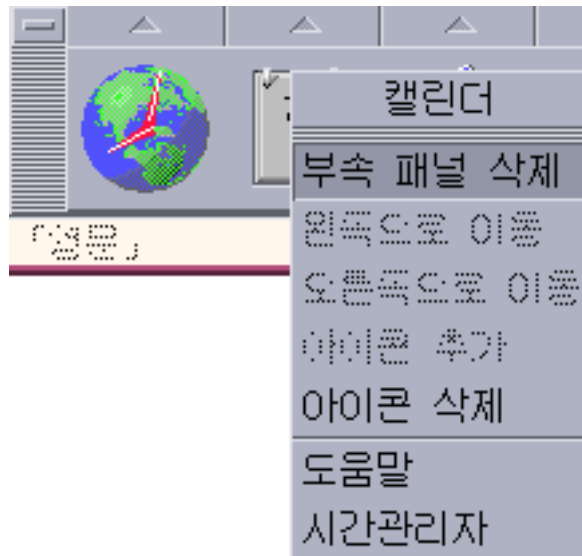 캘린더
부속 패널 삭제
왼쪽으로 이동
오른쪽으로 이동
아이콘 추가
아이콘 삭제
도움말
시간관리자